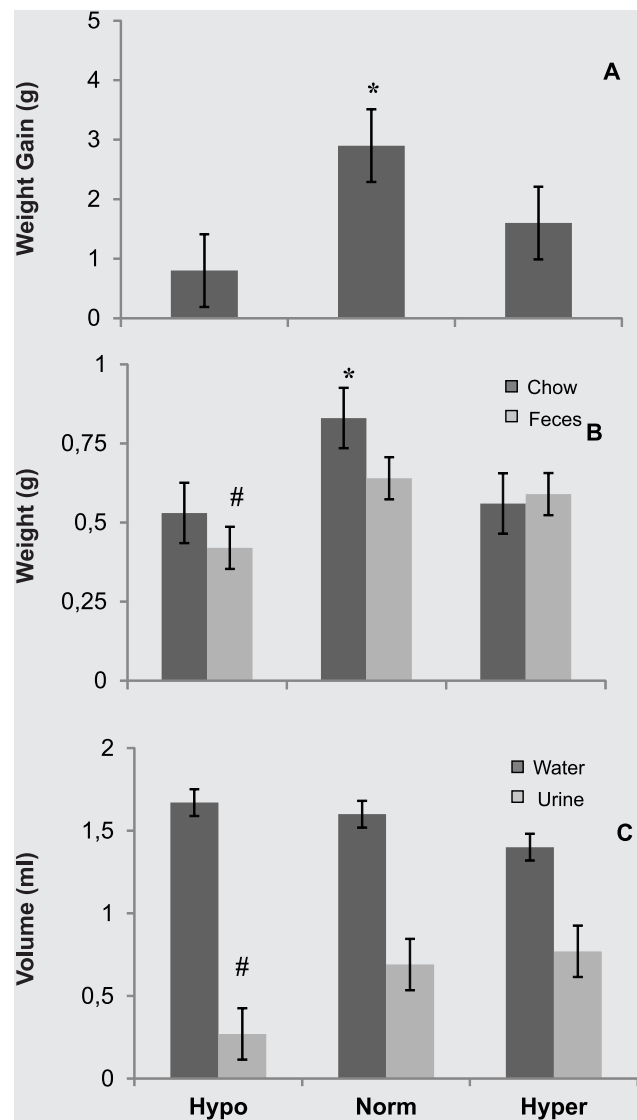 5
4
3
2
1
0
Weight Gain (g)
A
*
1
0,75
0,5
0,25
0
Weight (g)
Chow
Feces
B
#
*
2
1,5
1
0,5
0
Volume (ml)
Water
Urine
C
#
Hypo Norm Hyper